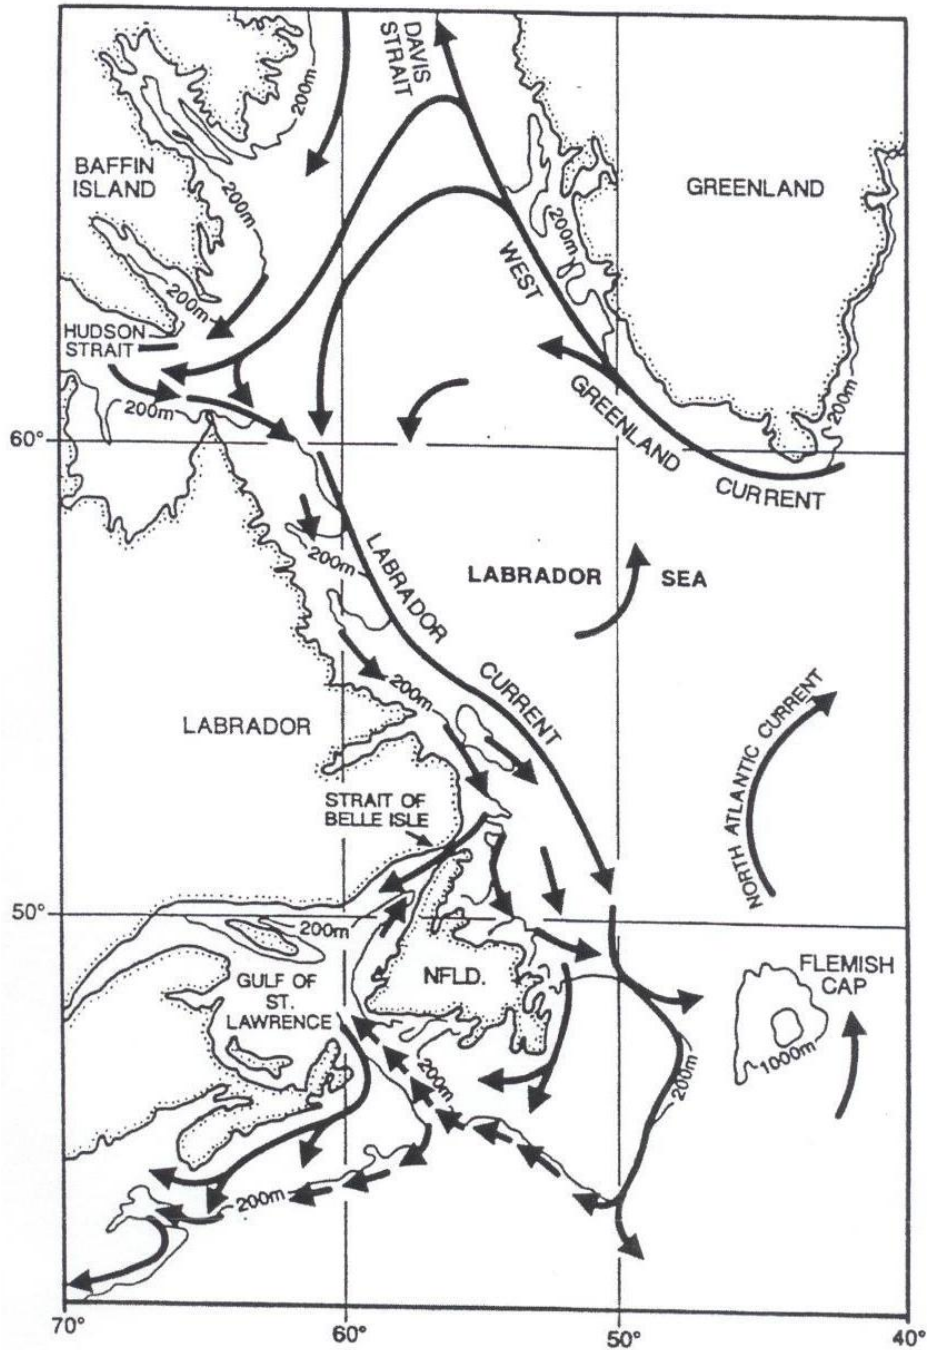 DAVIS
STRAIT
200m
BAFFIN
ISLAND
GREENLAND
200m
200m
WEST
200m
HUDSON
STRAIT
200m
GREENLAND
200m
60°
CURRENT
200m
LABRADOR
LABRADOR SEA
200m
CURRENT
LABRADOR
NORTH ATLANTIC CURRENT
STRAIT OF
BELLE ISLE
50°
200m
NFLD.
FLEMISH
CAP
GULF OF
ST.
LAWRENCE
1000m
200m
200m
200m
70°
60°
50°
40°